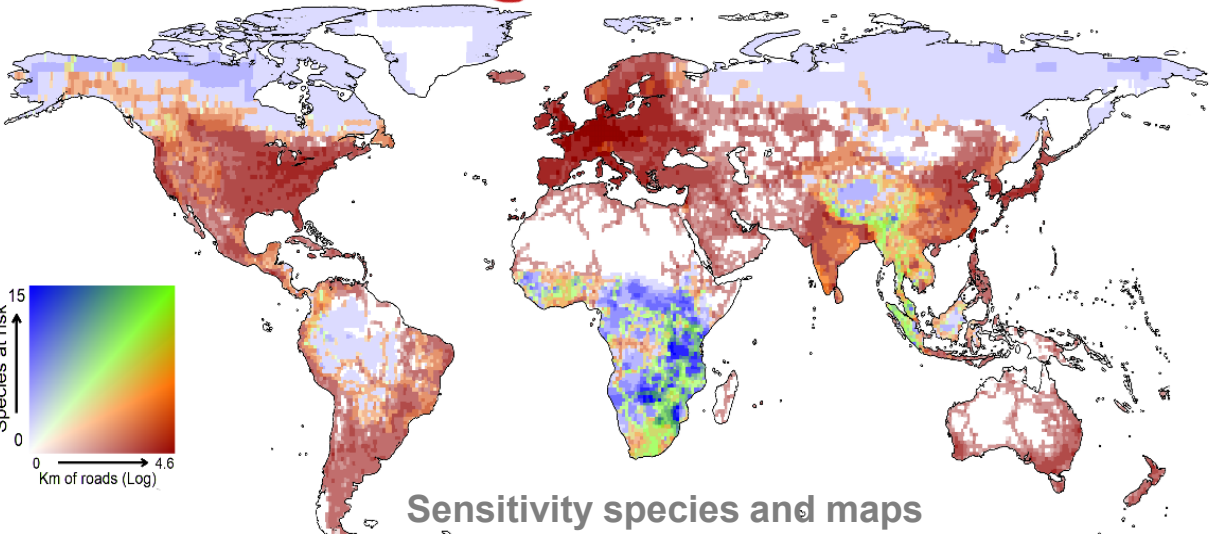 15
Species at risk
0
0
4.6
Km of roads (Log)
Sensitivity species and maps